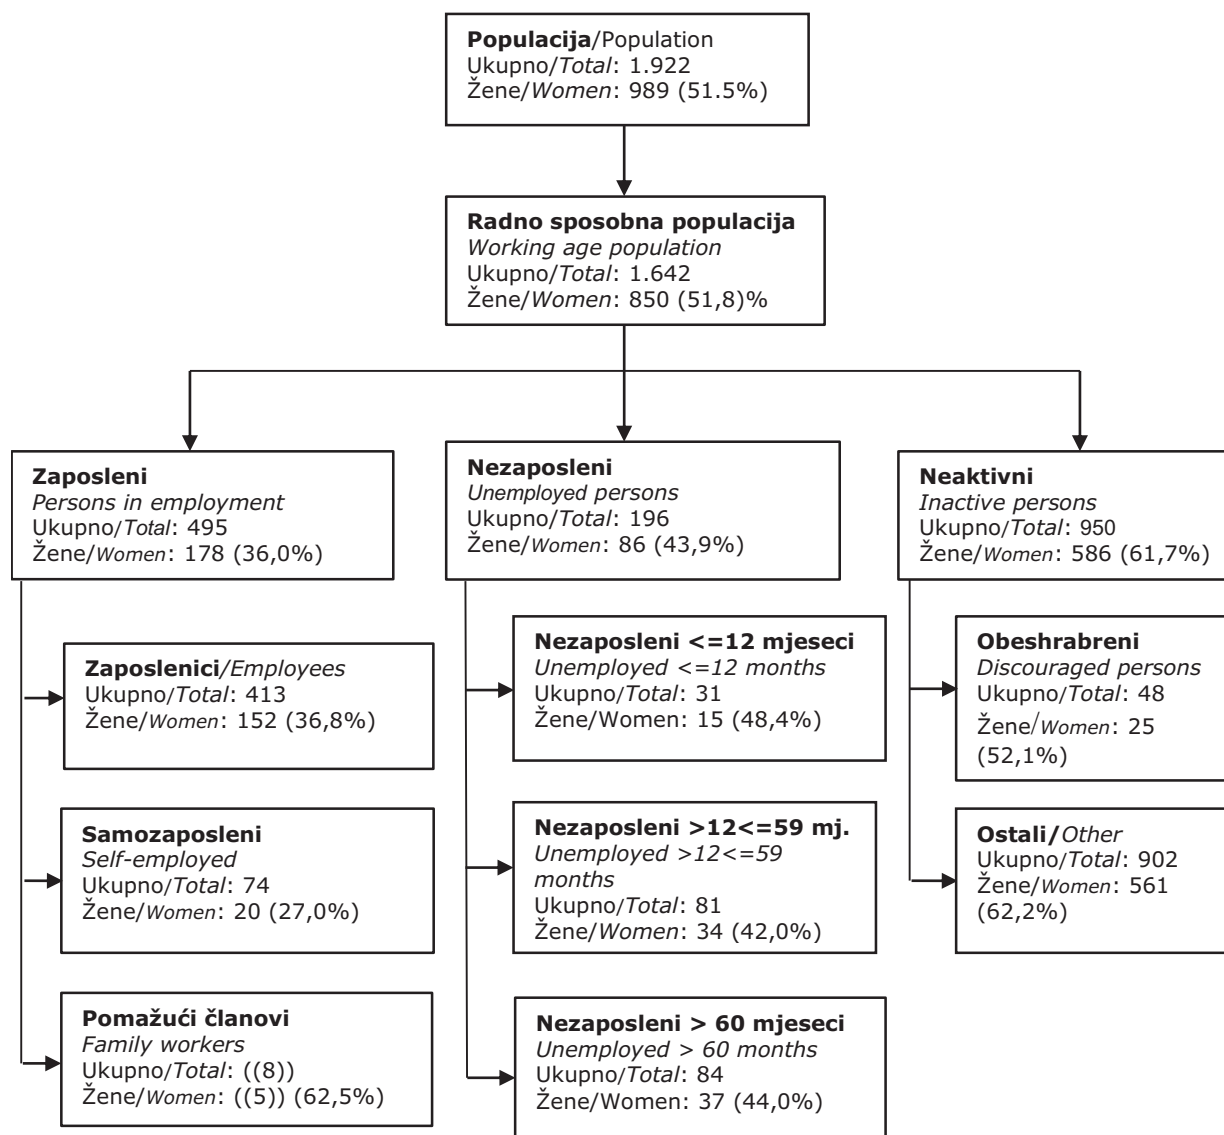 Populacija/Population
Ukupno/Total: 1.922
Žene/Women: 989 (51.5%)
Radno sposobna populacija
Working age population
Ukupno/Total: 1.642
Žene/Women: 850 (51,8)%
Zaposleni
Persons in employment
Ukupno/Total: 495
Žene/Women: 178 (36,0%)
Nezaposleni
Unemployed persons
Ukupno/Total: 196
Žene/Women: 86 (43,9%)
Neaktivni
Inactive persons
Ukupno/Total: 950
Žene/Women: 586 (61,7%)
Zaposlenici/Employees
Ukupno/Total: 413
Žene/Women: 152 (36,8%)
Nezaposleni <=12 mjeseci
Unemployed <=12 months
Ukupno/Total: 31
Žene/Women: 15 (48,4%)
Obeshrabreni
Discouraged persons
Ukupno/Total: 48
Žene/Women: 25
(52,1%)
Samozaposleni
Self-employed
Ukupno/Total: 74
Žene/Women: 20 (27,0%)
Nezaposleni >12<=59 mj.
Unemployed >12<=59
months
Ukupno/Total: 81
Žene/Women: 34 (42,0%)
Ostali/Other
Ukupno/Total: 902
Žene/Women: 561
(62,2%)
Pomažući članovi
Family workers
Ukupno/Total: ((8))
Žene/Women: ((5)) (62,5%)
Nezaposleni > 60 mjeseci
Unemployed > 60 months
Ukupno/Total: 84
Žene/Women: 37 (44,0%)